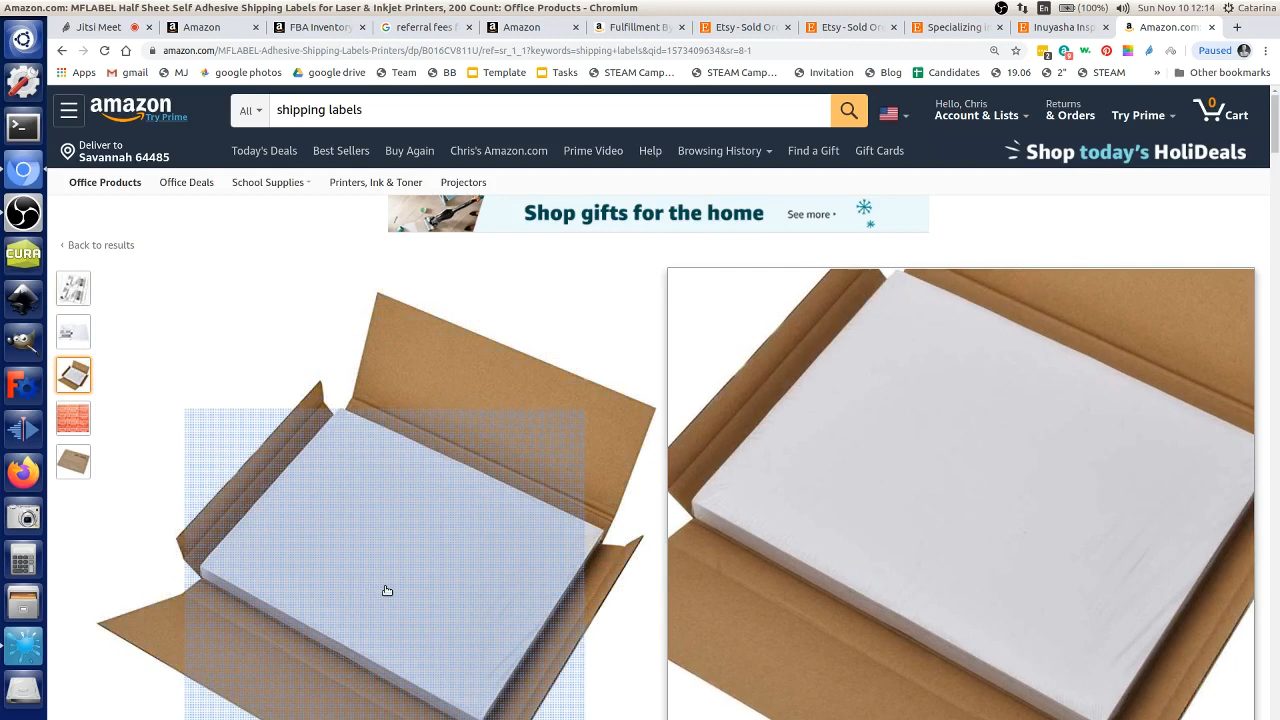 Amazon.com: MFLABEL Half Sheet Self Adhesive Shipping Labels for Laser & Inkjet Printers, 200 Count: Office Products - Chromium
En (100%) Sun Nov 10 12:14 Catarina
Jitsi Meet Amazon FBA Inventory referral fees Amazon Fulfillment By Etsy - Sold Ord Etsy - Sold Ord Specializing in Inuyasha Insp Amazon.com:
amazon.com/MFLABEL-Adhesive-Shipping-Labels-Printers/dp/B016CV811U/ref=sr_1_1?keywords=shipping+labels&qid=1573409634&sr=8-1
Paused
Apps gmail MJ google photos google drive Team BB Template Tasks STEAM Camp... STEAM Camp... Invitation Blog Candidates 19.06 2" STEAM » Other bookmarks
amazon
Try Prime
All shipping labels
Hello, Chris
Account & Lists
Returns
& Orders
Try Prime
0
Cart
Deliver to
Savannah 64485
Today's Deals Best Sellers Buy Again Chris's Amazon.com Prime Video Help Browsing History Find a Gift Gift Cards
Shop today's HoliDeals
Office Products Office Deals School Supplies Printers, Ink & Toner Projectors
Shop gifts for the home See more
‹ Back to results
CURA